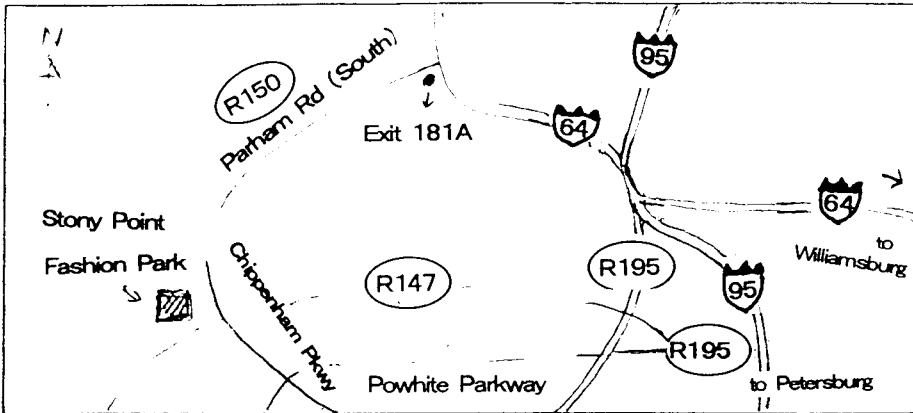 N
95
R150
Parham Rd (South)
Exit 181A
64
64
to
Williamsburg
Stony Point
Fashion Park
Chippenham Pkwy
R147
R195
95
R195
Powhite Parkway
to Petersburg